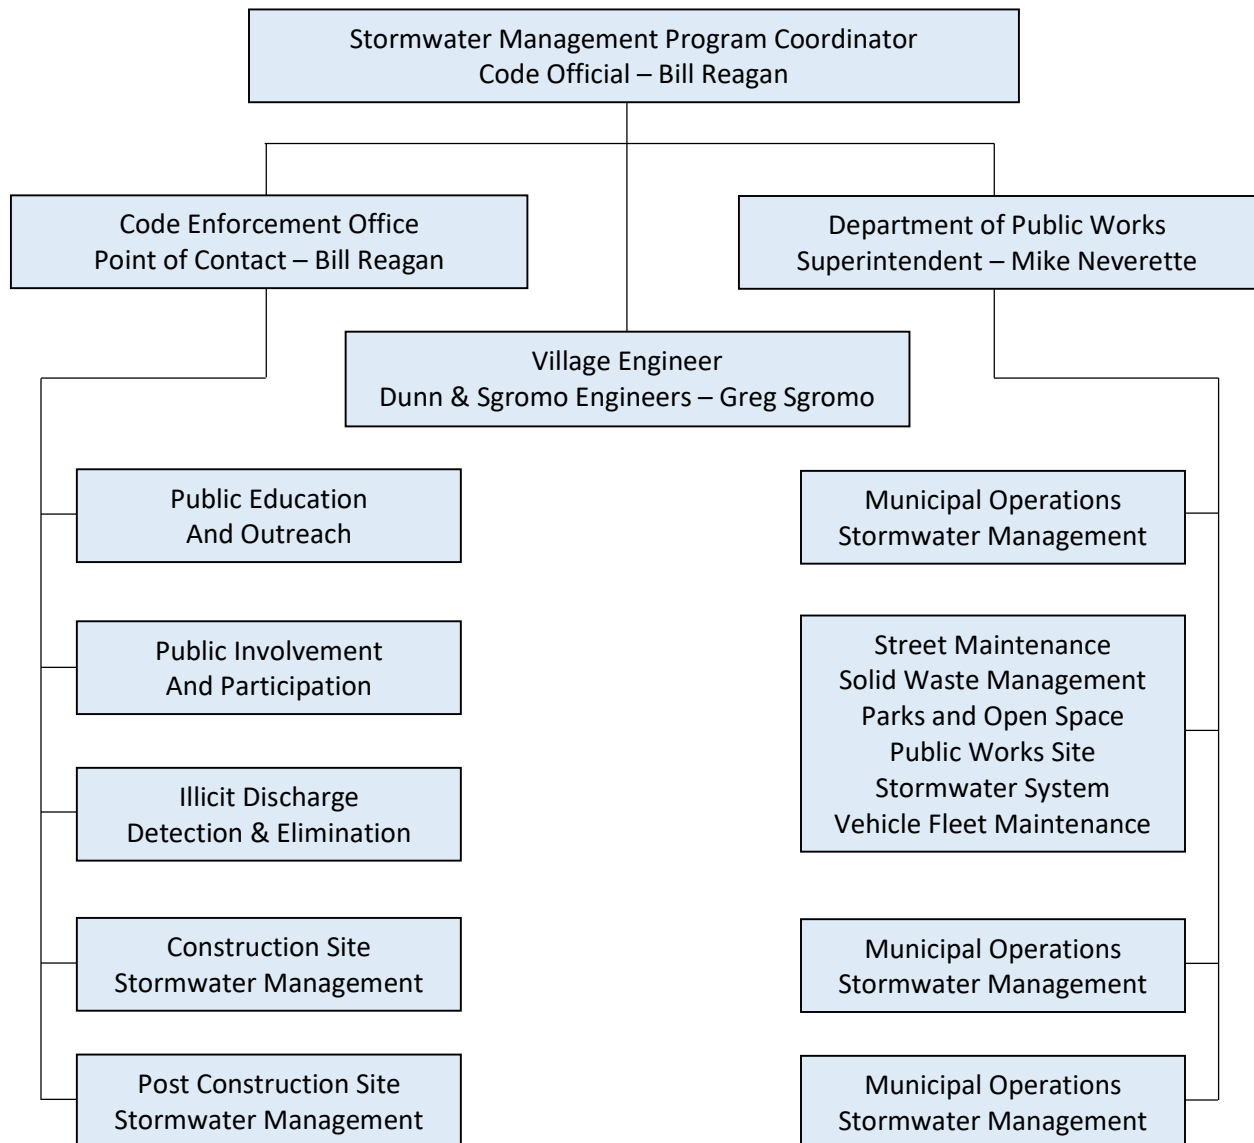 Stormwater Management Program Coordinator
Code Official – Bill Reagan
Code Enforcement Office
Point of Contact – Bill Reagan
Department of Public Works
Superintendent – Mike Neverette
Village Engineer
Dunn & Sgromo Engineers – Greg Sgromo
Public Education
And Outreach
Public Involvement
And Participation
Illicit Discharge
Detection & Elimination
Construction Site
Stormwater Management
Post Construction Site
Stormwater Management
Municipal Operations
Stormwater Management
Street Maintenance
Solid Waste Management
Parks and Open Space
Public Works Site
Stormwater System
Vehicle Fleet Maintenance
Municipal Operations
Stormwater Management
Municipal Operations
Stormwater Management